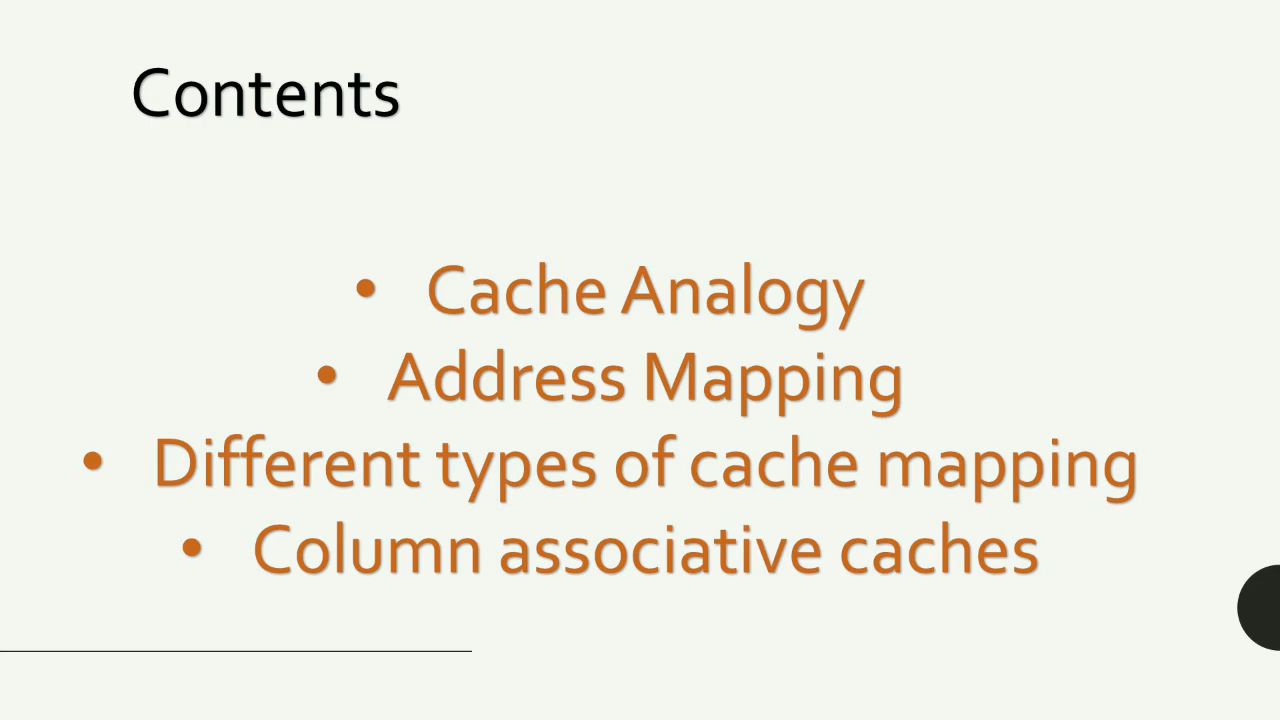 Contents
• Cache Analogy
• Address Mapping
• Different types of cache mapping
• Column associative caches